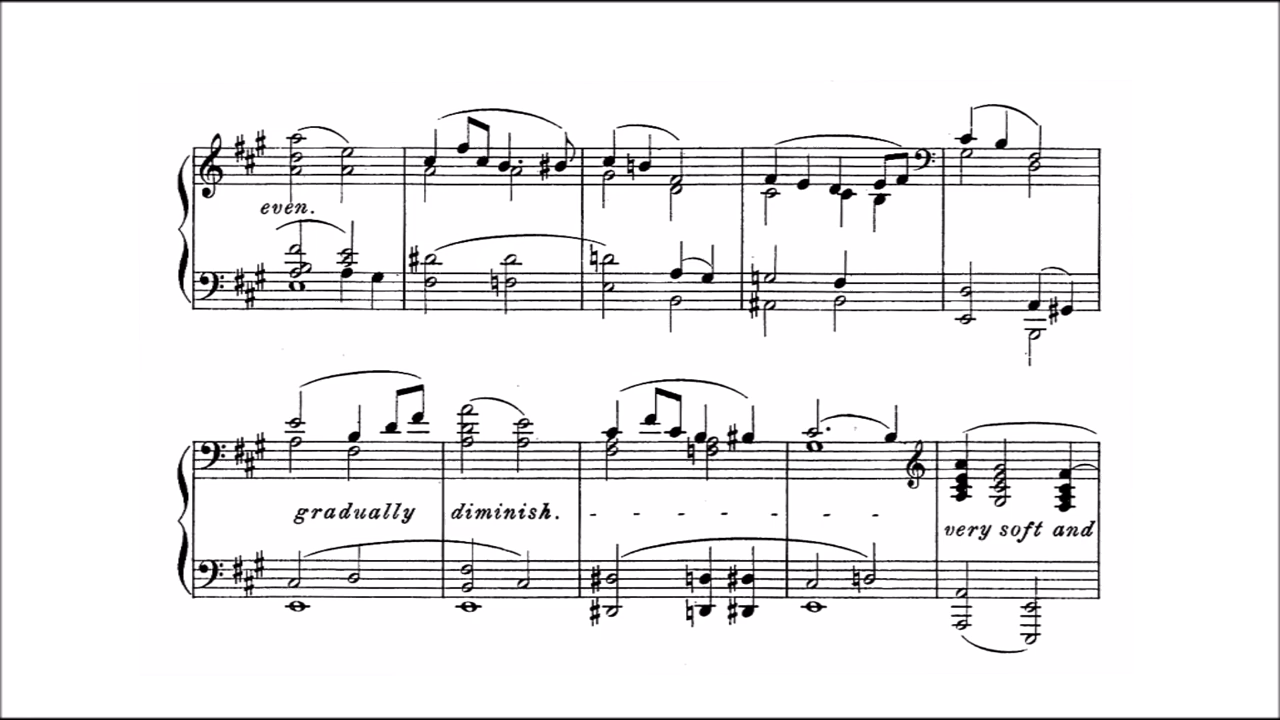 even.
gradually diminish. - - - - - - -
very soft and